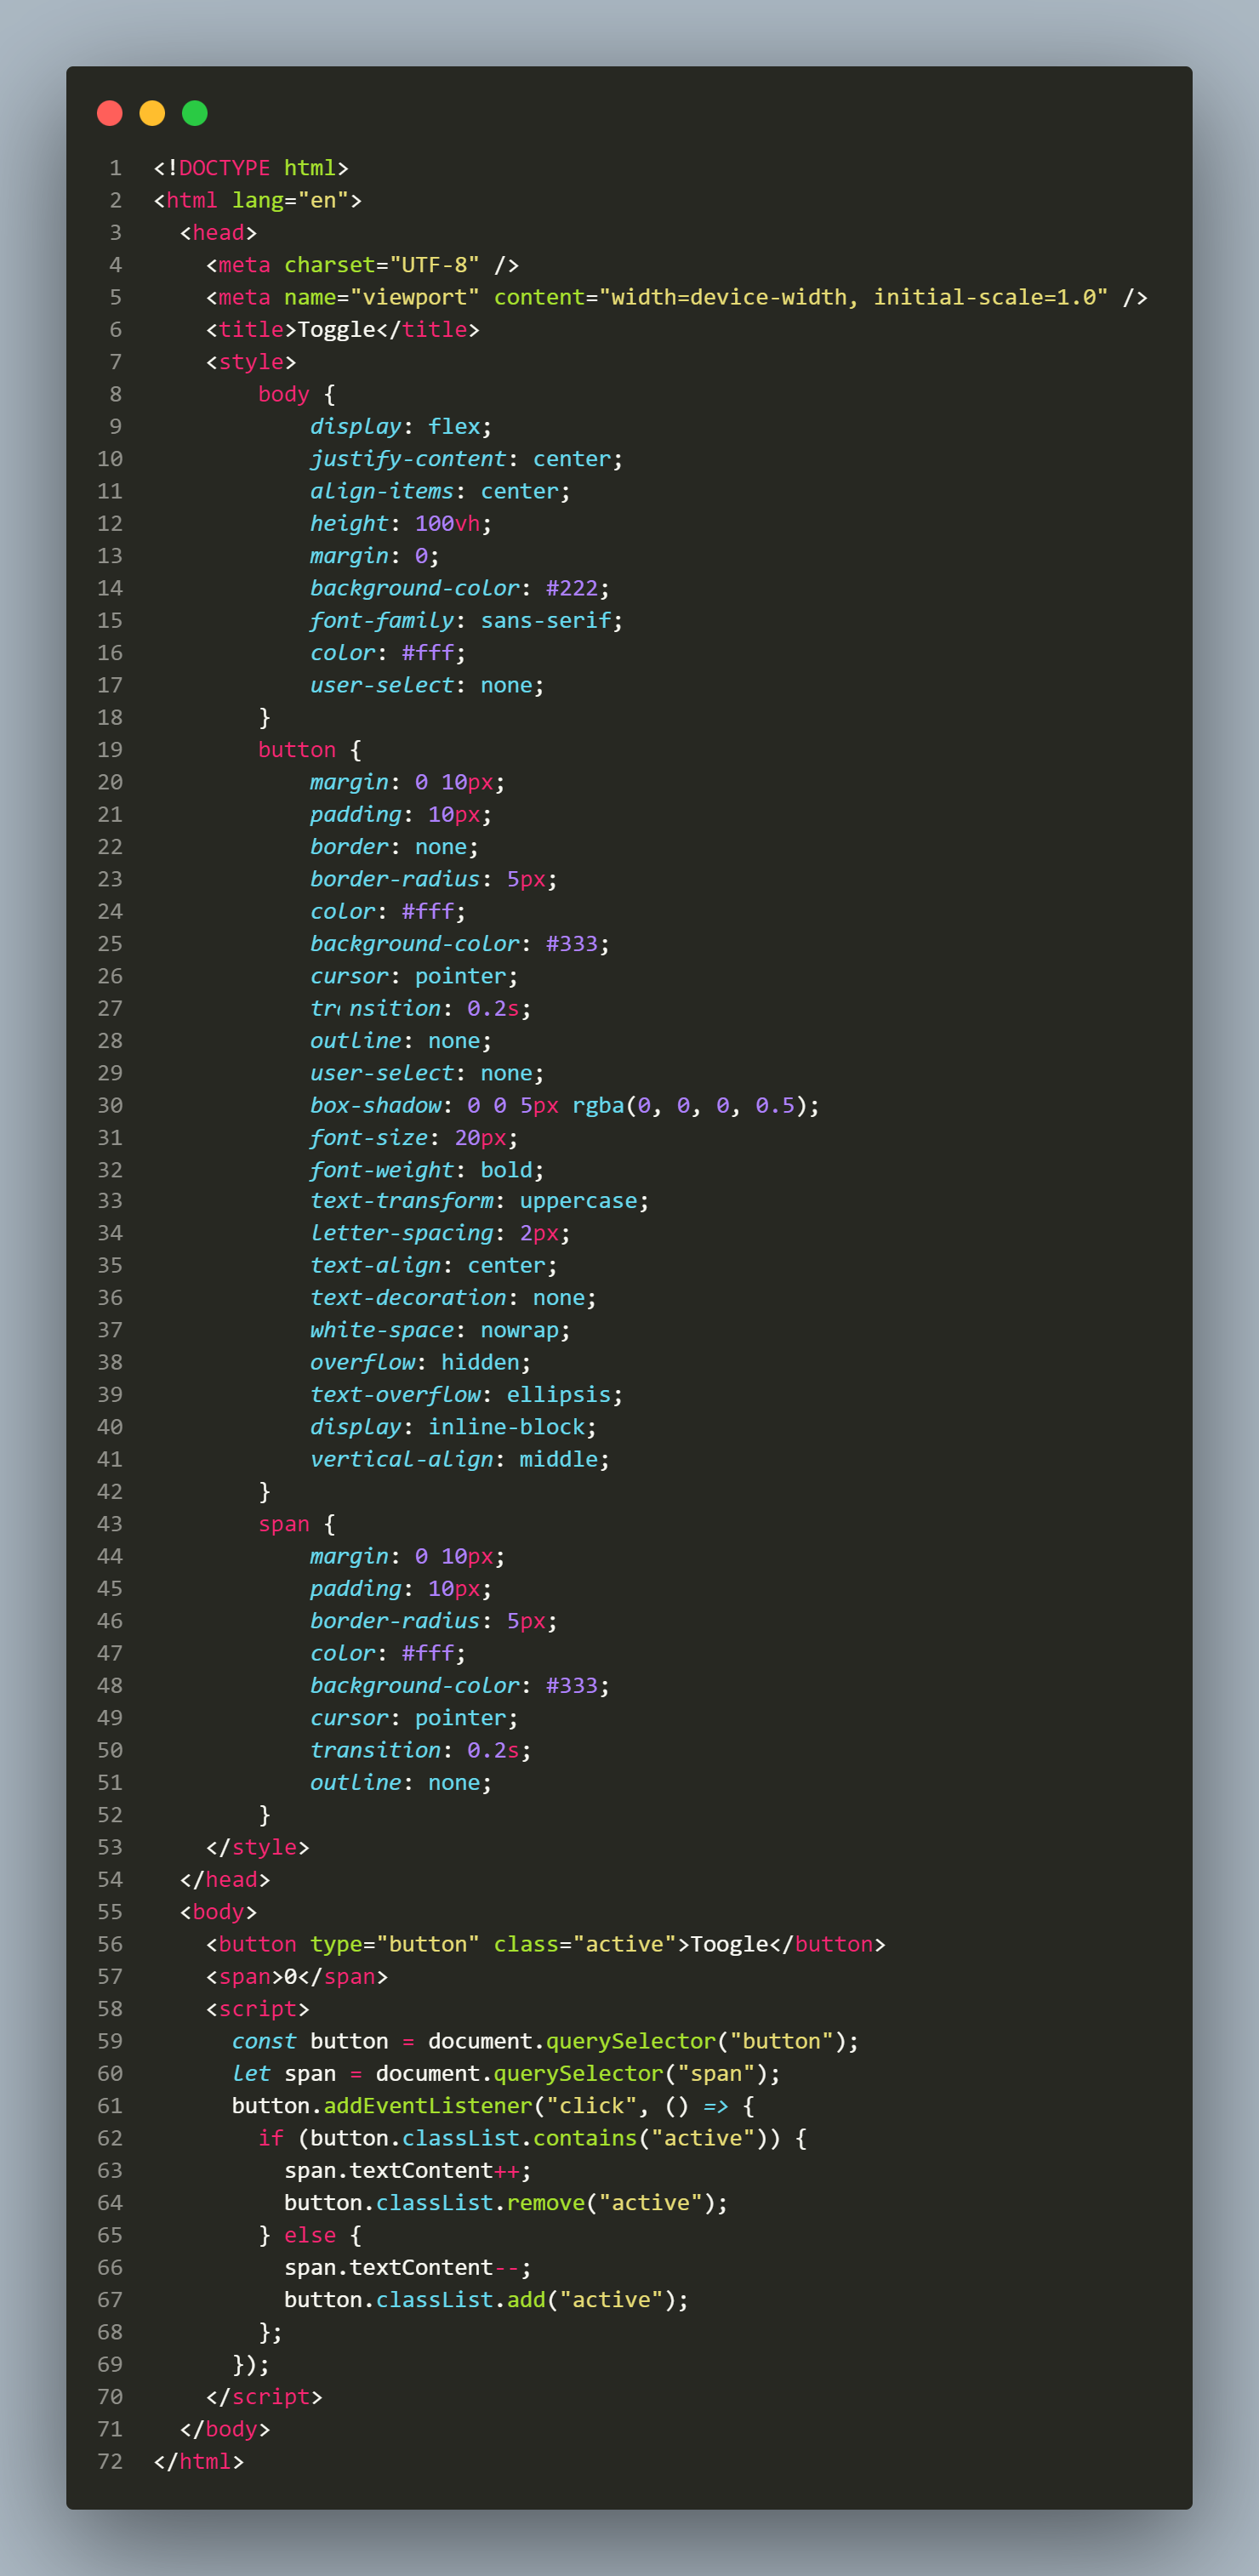 1 <!DOCTYPE html>
2 <html lang="en">
3   <head>
4     <meta charset="UTF-8" />
5     <meta name="viewport" content="width=device-width, initial-scale=1.0" />
6     <title>Toggle</title>
7     <style>
8         body {
9             display: flex;
10             justify-content: center;
11             align-items: center;
12             height: 100vh;
13             margin: 0;
14             background-color: #222;
15             font-family: sans-serif;
16             color: #fff;
17             user-select: none;
18         }
19         button {
20             margin: 0 10px;
21             padding: 10px;
22             border: none;
23             border-radius: 5px;
24             color: #fff;
25             background-color: #333;
26             cursor: pointer;
27             transition: 0.2s;
28             outline: none;
29             user-select: none;
30             box-shadow: 0 0 5px rgba(0, 0, 0, 0.5);
31             font-size: 20px;
32             font-weight: bold;
33             text-transform: uppercase;
34             letter-spacing: 2px;
35             text-align: center;
36             text-decoration: none;
37             white-space: nowrap;
38             overflow: hidden;
39             text-overflow: ellipsis;
40             display: inline-block;
41             vertical-align: middle;
42         }
43         span {
44             margin: 0 10px;
45             padding: 10px;
46             border-radius: 5px;
47             color: #fff;
48             background-color: #333;
49             cursor: pointer;
50             transition: 0.2s;
51             outline: none;
52         }
53     </style>
54   </head>
55   <body>
56     <button type="button" class="active">Toogle</button>
57     <span>0</span>
58     <script>
59       const button = document.querySelector("button");
60       let span = document.querySelector("span");
61       button.addEventListener("click", () => {
62         if (button.classList.contains("active")) {
63           span.textContent++;
64           button.classList.remove("active");
65         } else {
66           span.textContent--;
67           button.classList.add("active");
68         };
69       });
70     </script>
71   </body>
72 </html>